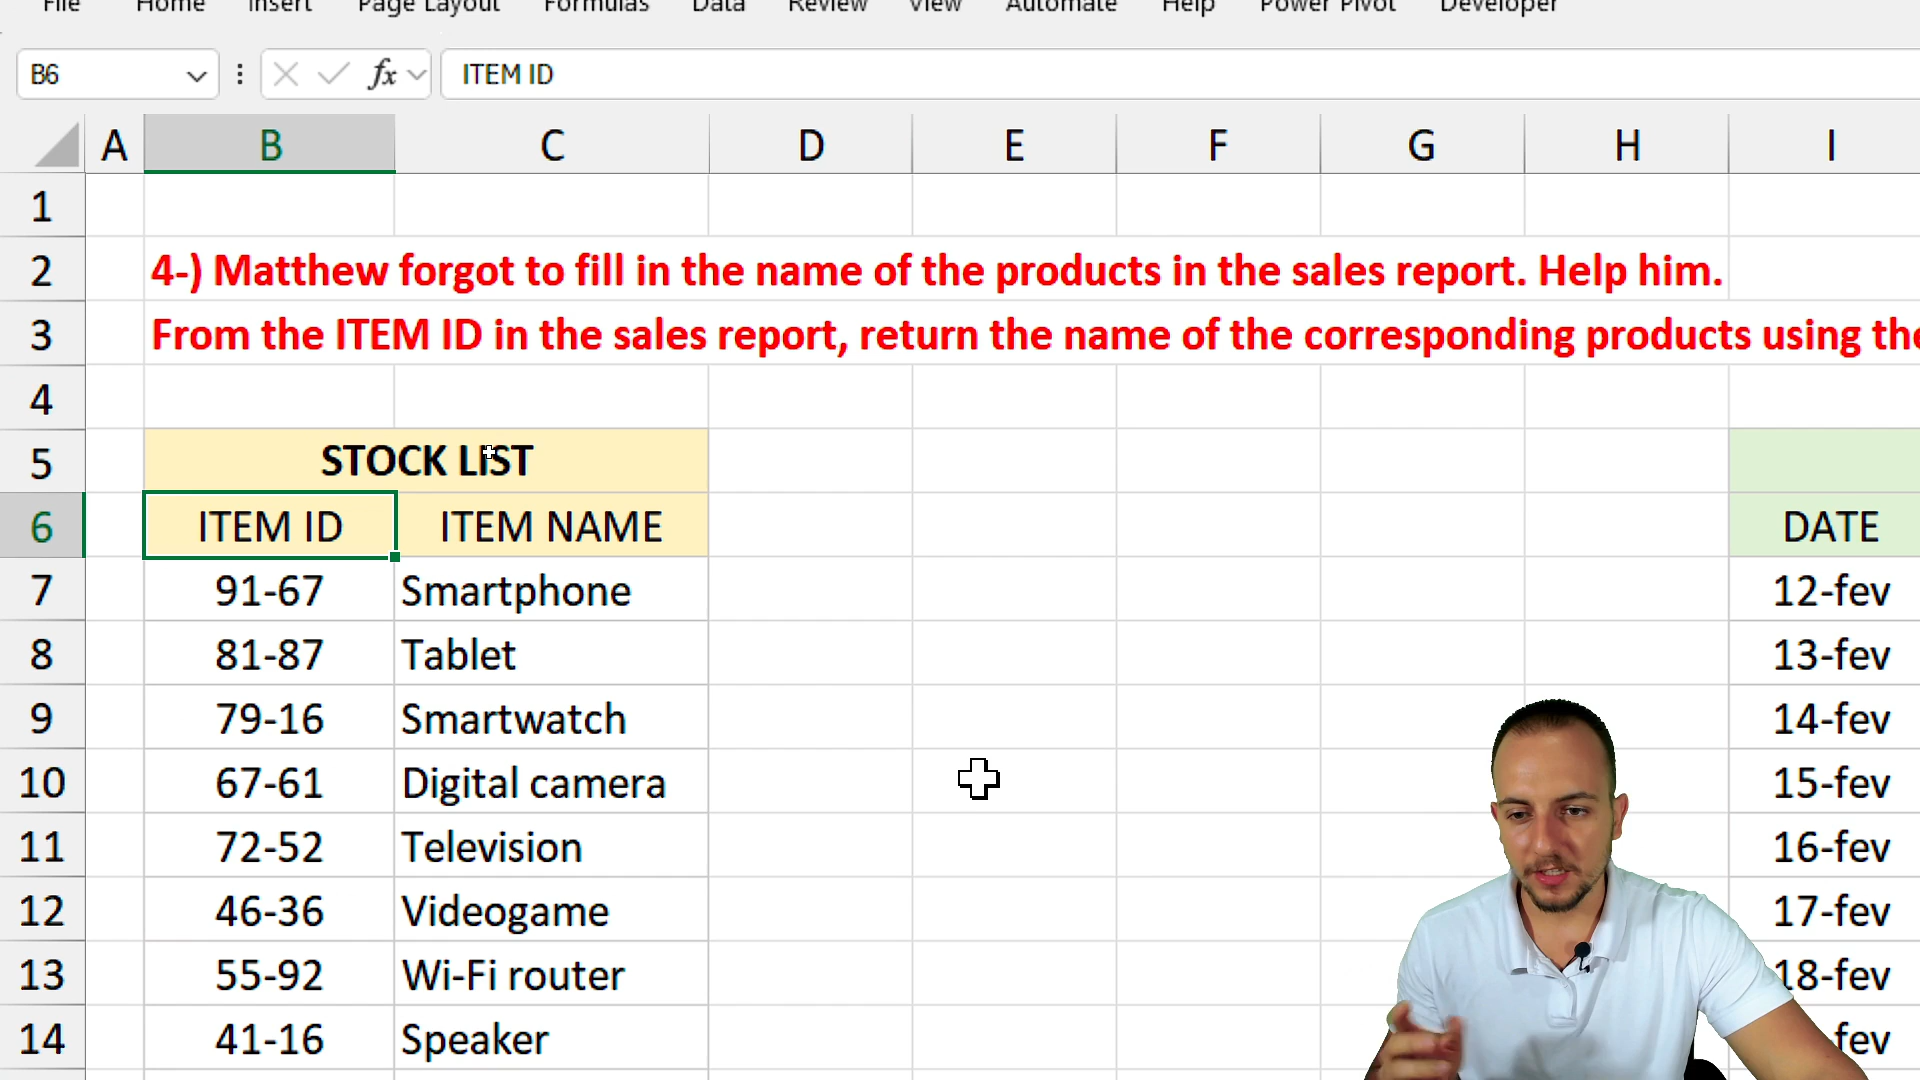 File Home Insert Page Layout Formulas Data Review View Automate Help Power Pivot Developer
B6 fx ITEM ID
A B C D E F G H I
1
2 4-) Matthew forgot to fill in the name of the products in the sales report. Help him.
3 From the ITEM ID in the sales report, return the name of the corresponding products using the
4
5 STOCK LIST
6 ITEM ID ITEM NAME DATE
7 91-67 Smartphone 12-fev
8 81-87 Tablet 13-fev
9 79-16 Smartwatch 14-fev
10 67-61 Digital camera 15-fev
11 72-52 Television 16-fev
12 46-36 Videogame 17-fev
13 55-92 Wi-Fi router 18-fev
14 41-16 Speaker fev